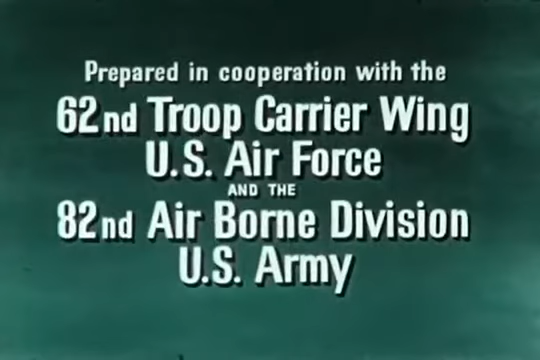 Prepared in cooperation with the
62nd Troop Carrier Wing
U.S. Air Force
AND THE
82nd Air Borne Division
U.S. Army